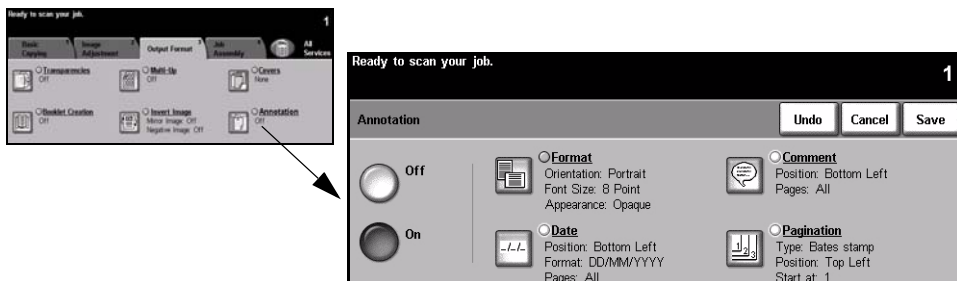 Ready to scan your job.
1
Basic Copying
1
Image Adjustment
2
Output Format
3
Job Assembly
4
All Services
Transparencies
Off
Multi-Up
Off
Covers
None
Booklet Creation
Off
Invert Image
Mirror Image: Off
Negative Image: Off
Annotation
Off
Ready to scan your job.
1
Annotation
Undo
Cancel
Save
Off
On
Format
Orientation: Portrait
Font Size: 8 Point
Appearance: Opaque
Comment
Position: Bottom Left
Pages: All
Date
Position: Bottom Left
Format: DD/MM/YYYY
Pages: All
Pagination
Type: Bates stamp
Position: Top Left
Start at: 1